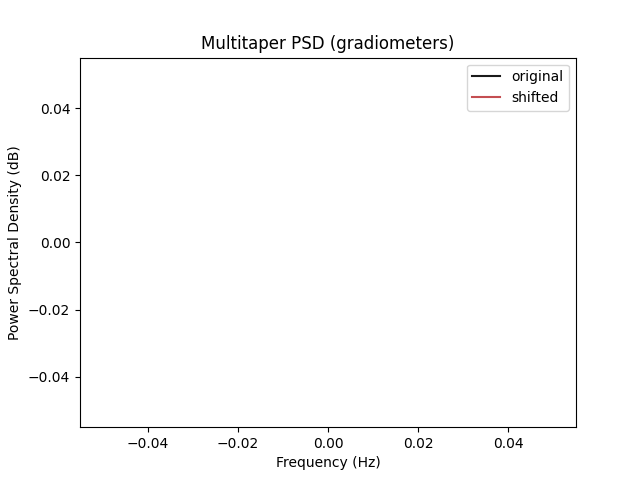 Multitaper PSD (gradiometers)
original
shifted
0.04
0.02
0.00
−0.02
−0.04
Power Spectral Density (dB)
−0.04
−0.02
0.00
0.02
0.04
Frequency (Hz)